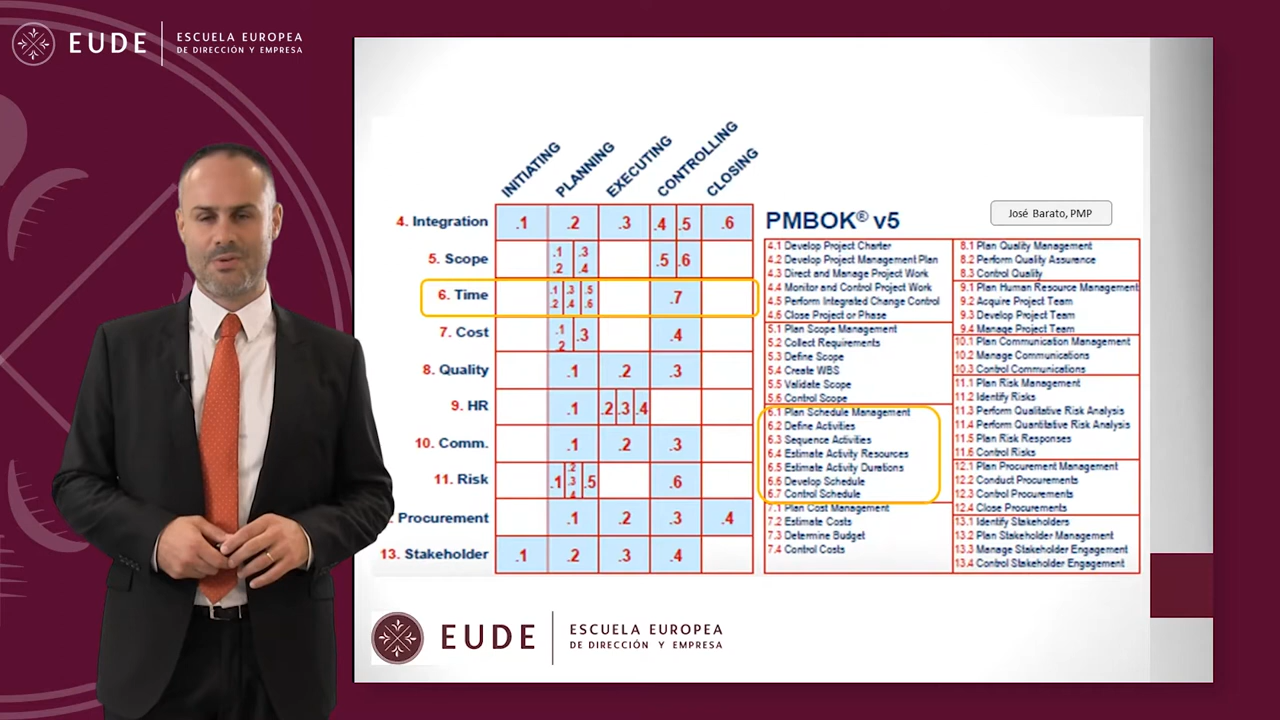 EUDE
ESCUELA EUROPEA
DE DIRECCIÓN Y EMPRESA
INITIATING
PLANNING
EXECUTING
CONTROLLING
CLOSING
4. Integration .1 .2 .3 .4 .5 .6
5. Scope .1 .2 .3 .4 .5 .6
6. Time .1 .2 .3 .4 .5 .6 .7
7. Cost .1 .2 .3 .4
8. Quality .1 .2 .3
9. HR .1 .2 .3 .4
10. Comm. .1 .2 .3
11. Risk .1 .2 .3 .4 .5 .6
. Procurement .1 .2 .3 .4
13. Stakeholder .1 .2 .3 .4
PMBOK® v5
José Barato, PMP
4.1 Develop Project Charter
4.2 Develop Project Management Plan
4.3 Direct and Manage Project Work
4.4 Monitor and Control Project Work
4.5 Perform Integrated Change Control
4.6 Close Project or Phase
5.1 Plan Scope Management
5.2 Collect Requirements
5.3 Define Scope
5.4 Create WBS
5.5 Validate Scope
5.6 Control Scope
6.1 Plan Schedule Management
6.2 Define Activities
6.3 Sequence Activities
6.4 Estimate Activity Resources
6.5 Estimate Activity Durations
6.6 Develop Schedule
6.7 Control Schedule
7.1 Plan Cost Management
7.2 Estimate Costs
7.3 Determine Budget
7.4 Control Costs
8.1 Plan Quality Management
8.2 Perform Quality Assurance
8.3 Control Quality
9.1 Plan Human Resource Management
9.2 Acquire Project Team
9.3 Develop Project Team
9.4 Manage Project Team
10.1 Plan Communication Management
10.2 Manage Communications
10.3 Control Communications
11.1 Plan Risk Management
11.2 Identify Risks
11.3 Perform Qualitative Risk Analysis
11.4 Perform Quantitative Risk Analysis
11.5 Plan Risk Responses
11.6 Control Risks
12.1 Plan Procurement Management
12.2 Conduct Procurements
12.3 Control Procurements
12.4 Close Procurements
13.1 Identify Stakeholders
13.2 Plan Stakeholder Management
13.3 Manage Stakeholder Engagement
13.4 Control Stakeholder Engagement
EUDE
ESCUELA EUROPEA
DE DIRECCIÓN Y EMPRESA